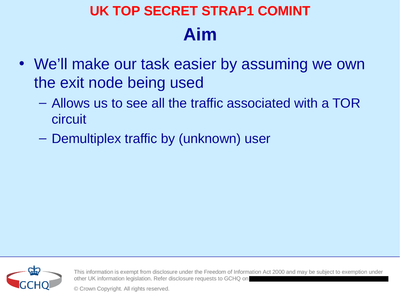 UK TOP SECRET STRAP1 COMINT
Aim
• We'll make our task easier by assuming we own
the exit node being used
– Allows us to see all the traffic associated with a TOR
circuit
– Demultiplex traffic by (unknown) user
GCHQ
This information is exempt from disclosure under the Freedom of Information Act 2000 and may be subject to exemption under
other UK information legislation. Refer disclosure requests to GCHQ on
© Crown Copyright. All rights reserved.